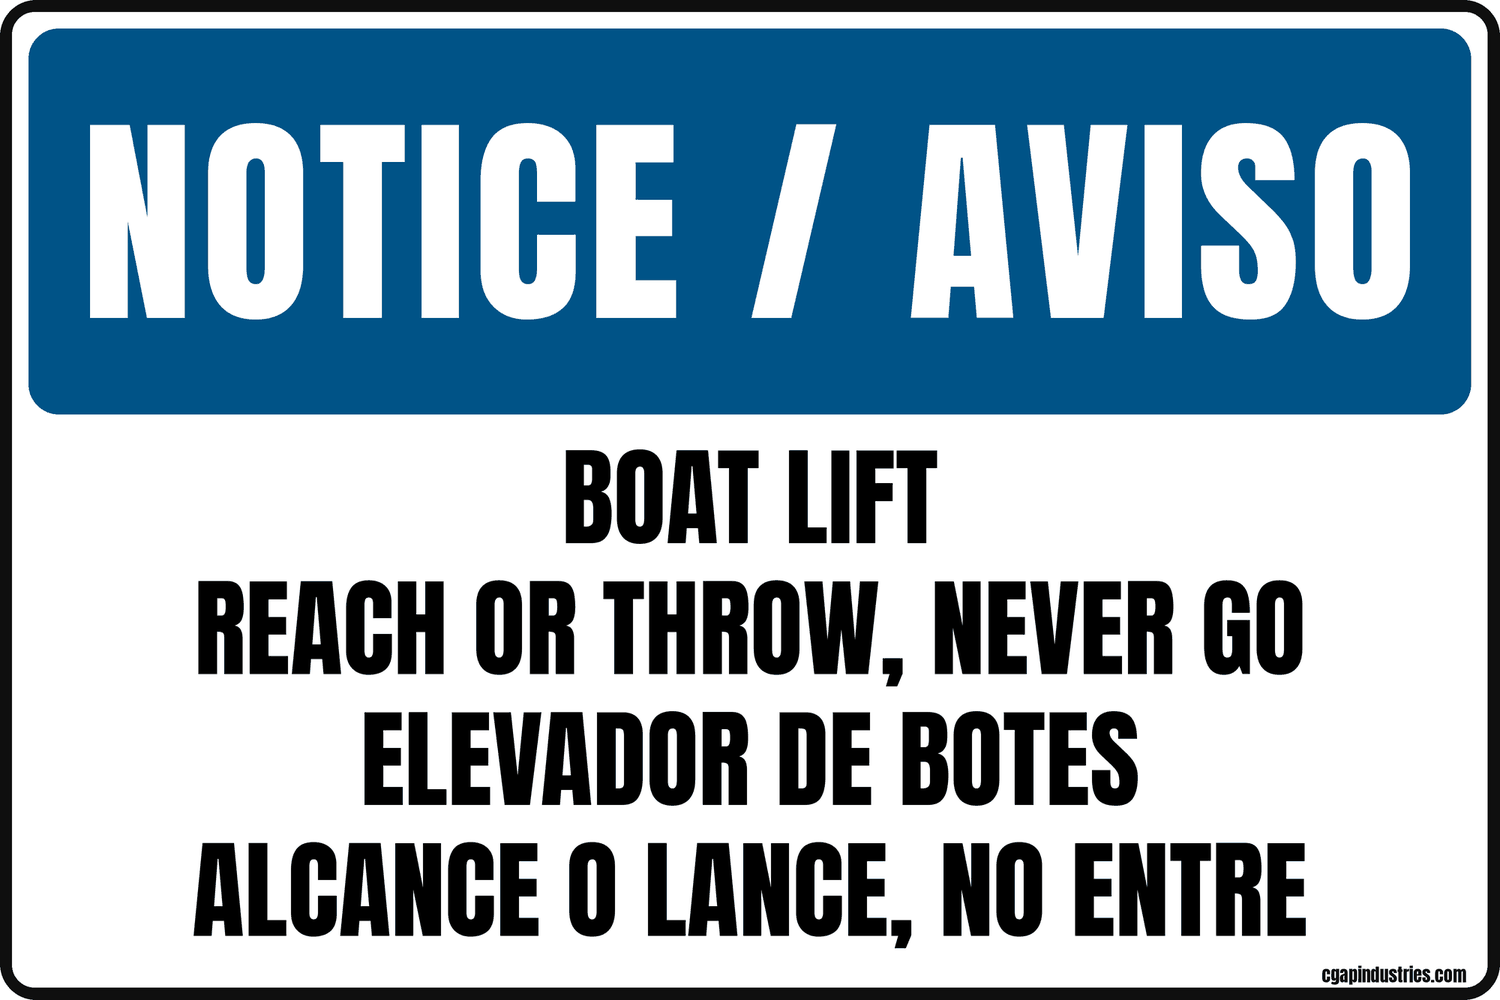 NOTICE / AVISO
BOAT LIFT
REACH OR THROW, NEVER GO
ELEVADOR DE BOTES
ALCANCE O LANCE, NO ENTRE
cgapindustries.com